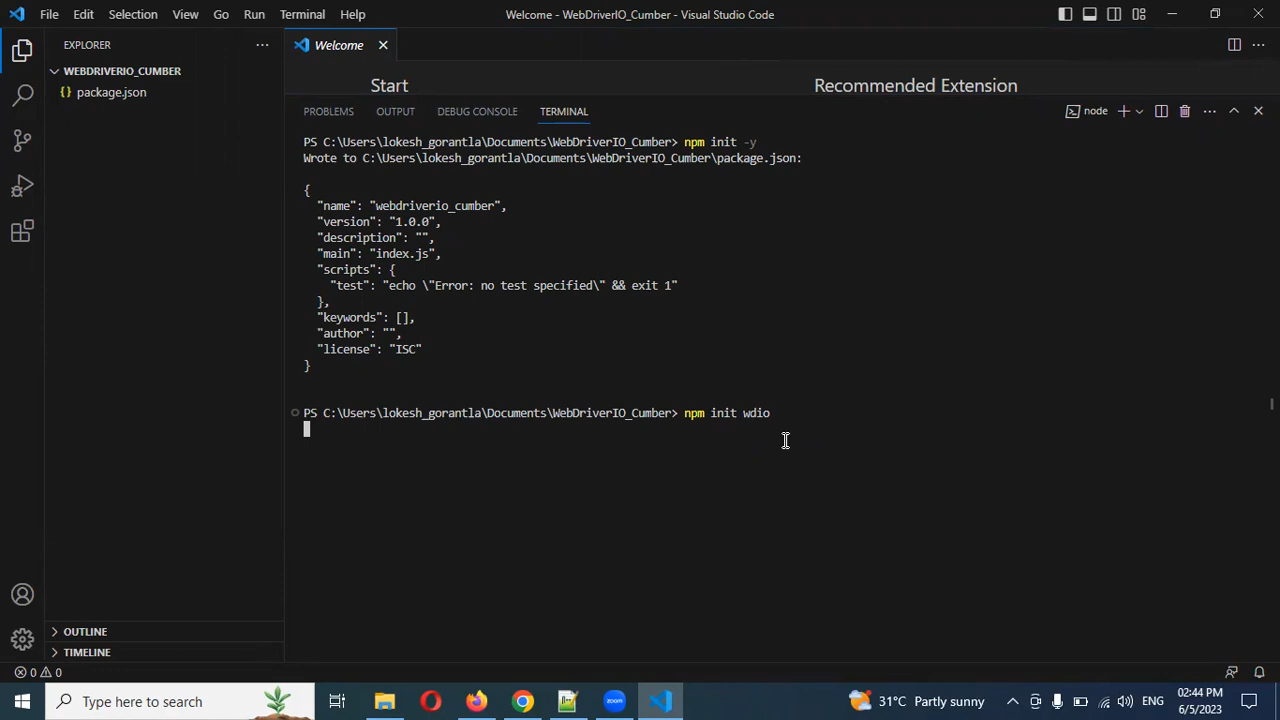 File Edit Selection View Go Run Terminal Help
Welcome - WebDriverIO_Cumber - Visual Studio Code
EXPLORER
Welcome
WEBDRIVERIO_CUMBER
{} package.json
Start
Recommended Extension
PROBLEMS OUTPUT DEBUG CONSOLE TERMINAL
node
PS C:\Users\lokesh_gorantla\Documents\WebDriverIO_Cumber> npm init -y
Wrote to C:\Users\lokesh_gorantla\Documents\WebDriverIO_Cumber\package.json:
{
"name": "webdriverio_cumber",
"version": "1.0.0",
"description": "",
"main": "index.js",
"scripts": {
"test": "echo \"Error: no test specified\" && exit 1"
},
"keywords": [],
"author": "",
"license": "ISC"
}
PS C:\Users\lokesh_gorantla\Documents\WebDriverIO_Cumber> npm init wdio
OUTLINE
TIMELINE
0 0
Type here to search
zoom
31°C Partly sunny
ENG
02:44 PM
6/5/2023